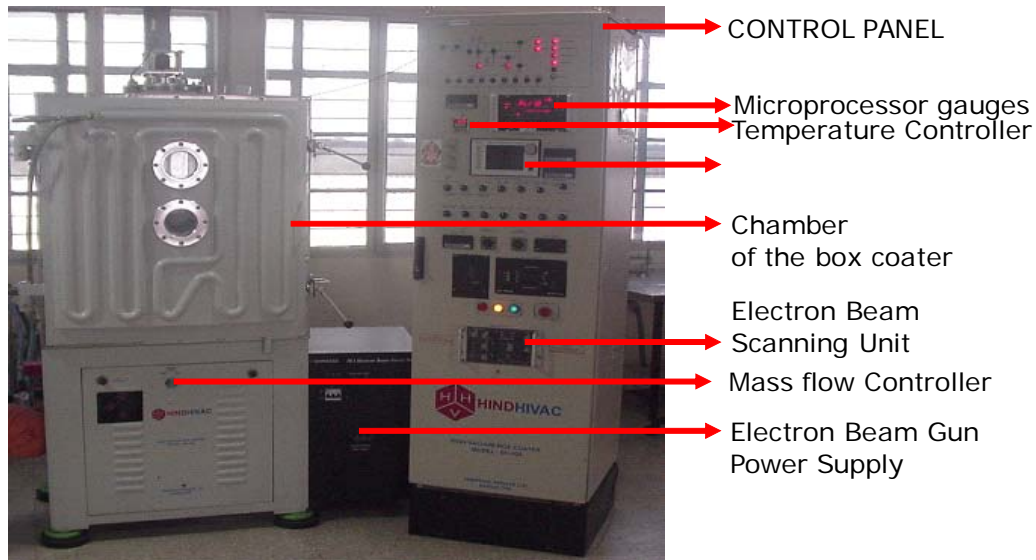 CONTROL PANEL
Microprocessor gauges
Temperature Controller
Chamber
of the box coater
Electron Beam
Scanning Unit
Mass flow Controller
Electron Beam Gun
Power Supply
HHV HINDHIVAC
HINDHIVAC